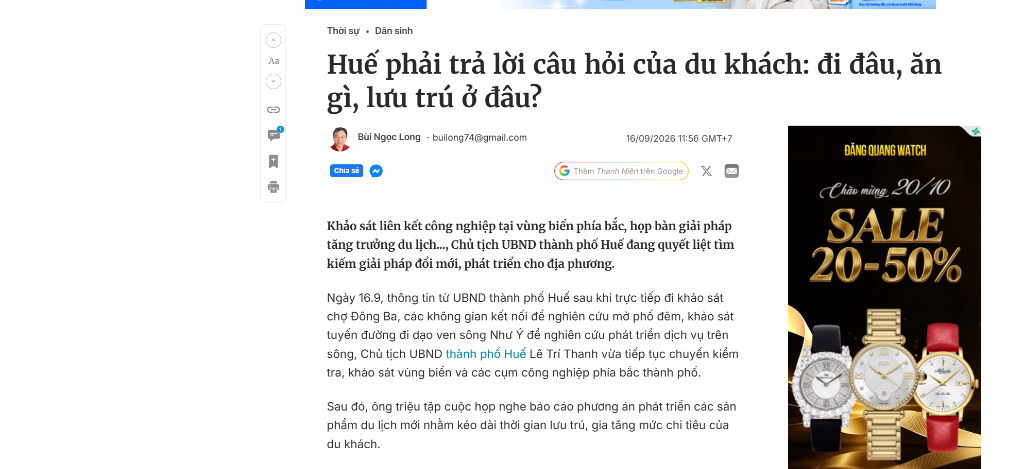 Thời sự • Dân sinh
Huế phải trả lời câu hỏi của du khách: đi đâu, ăn
gì, lưu trú ở đâu?
Aa
1
Bùi Ngọc Long - builong74@gmail.com
16/09/2026 11:56 GMT+7
Chia sẻ
Thêm Thanh Niên trên Google
Khảo sát liên kết công nghiệp tại vùng biển phía bắc, họp bàn giải pháp
tăng trưởng du lịch..., Chủ tịch UBND thành phố Huế đang quyết liệt tìm
kiếm giải pháp đổi mới, phát triển cho địa phương.
Ngày 16.9, thông tin từ UBND thành phố Huế sau khi trực tiếp đi khảo sát
chợ Đông Ba, các không gian kết nối để nghiên cứu mở phố đêm, khảo sát
tuyến đường đi dạo ven sông Như Ý để nghiên cứu phát triển dịch vụ trên
sông, Chủ tịch UBND thành phố Huế Lê Trí Thanh vừa tiếp tục chuyến kiểm
tra, khảo sát vùng biển và các cụm công nghiệp phía bắc thành phố.
Sau đó, ông triệu tập cuộc họp nghe báo cáo phương án phát triển các sản
phẩm du lịch mới nhằm kéo dài thời gian lưu trú, gia tăng mức chi tiêu của
du khách.
ĐĂNG QUANG WATCH
Chào mừng 20/10
SALE
20-50%